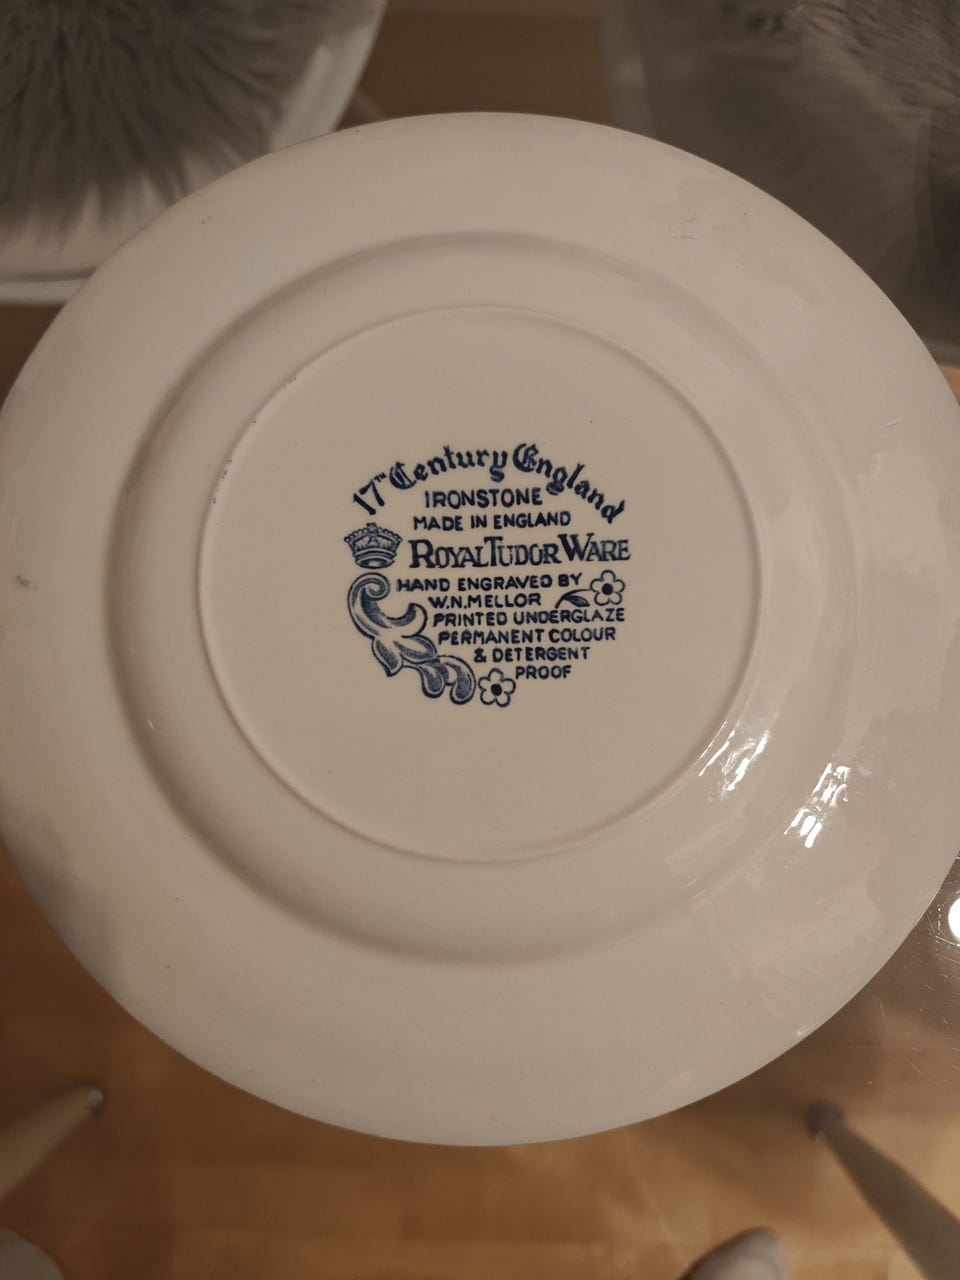 17TH Century England
IRONSTONE
MADE IN ENGLAND
ROYAL TUDOR WARE
HAND ENGRAVED BY
W.N.MELLOR
PRINTED UNDERGLAZE
PERMANENT COLOUR
& DETERGENT
PROOF